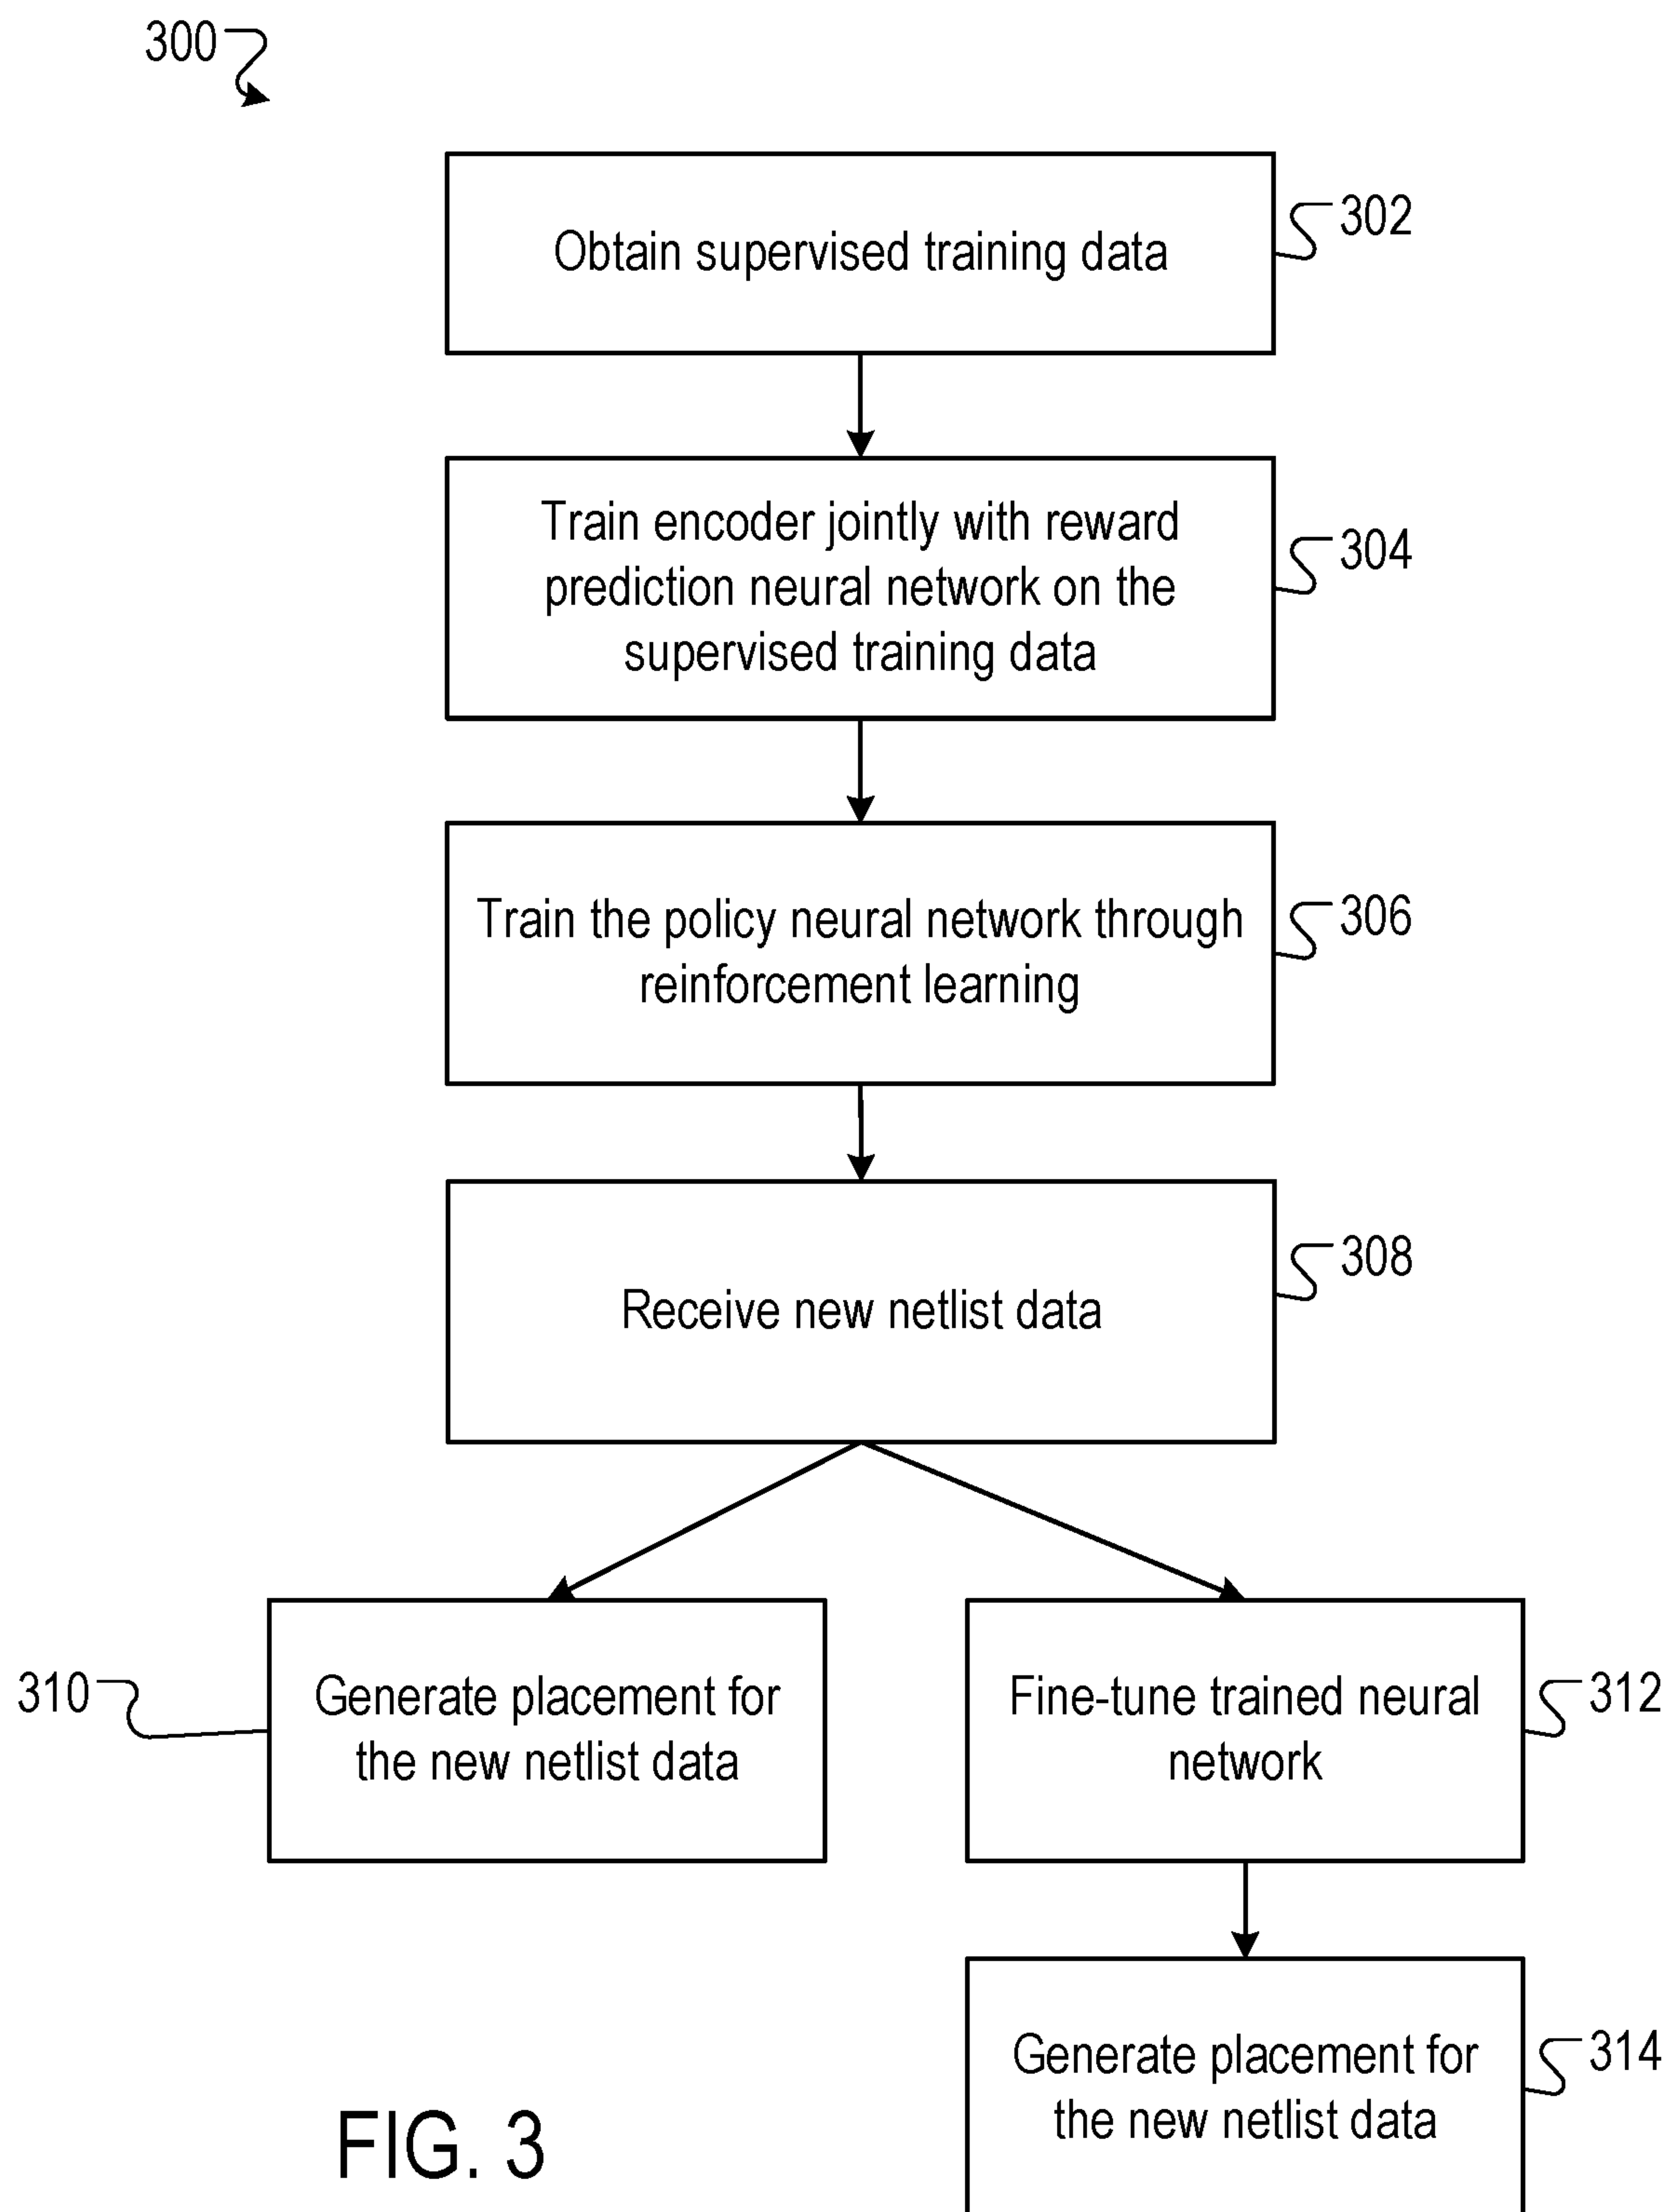 300
Obtain supervised training data
302
Train encoder jointly with reward
prediction neural network on the
supervised training data
304
Train the policy neural network through
reinforcement learning
306
Receive new netlist data
308
310
Generate placement for
the new netlist data
Fine-tune trained neural
network
312
Generate placement for
the new netlist data
314
FIG. 3